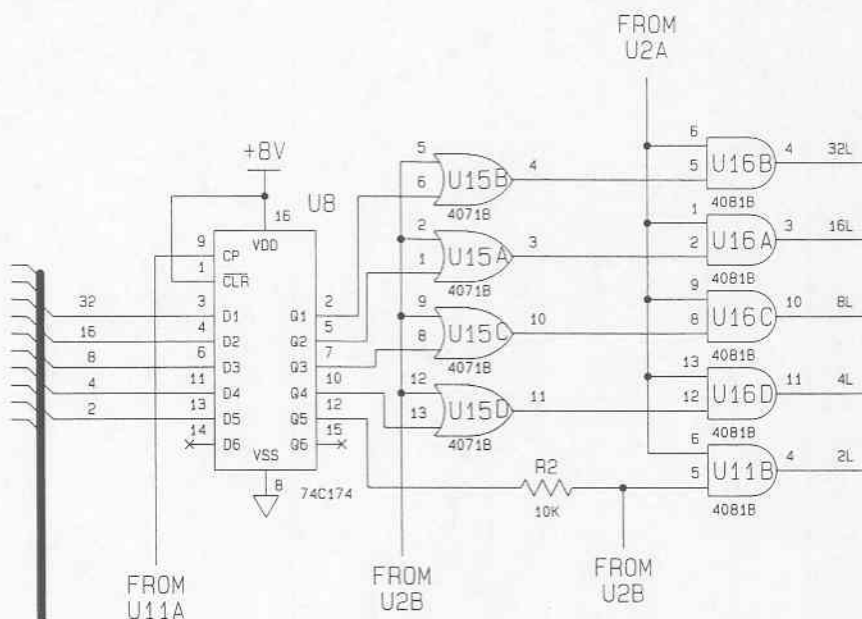 FROM
U2A
+8V
U8
16
VDD
9
CP
1
CLR
32
3
D1
Q1
2
16
4
D2
Q2
5
8
6
D3
Q3
7
4
11
D4
Q4
10
2
13
D5
Q5
12
14
D6
Q6
15
VSS
8
74C174
5
6
U15B
4
4071B
2
1
U15A
3
4071B
9
8
U15C
10
4071B
12
13
U15D
11
4071B
6
5
U16B
4
32L
4081B
1
2
U16A
3
16L
4081B
9
8
U16C
10
8L
4081B
13
12
U16D
11
4L
4081B
6
5
U11B
4
2L
4081B
R2
10K
FROM
U11A
FROM
U2B
FROM
U2B